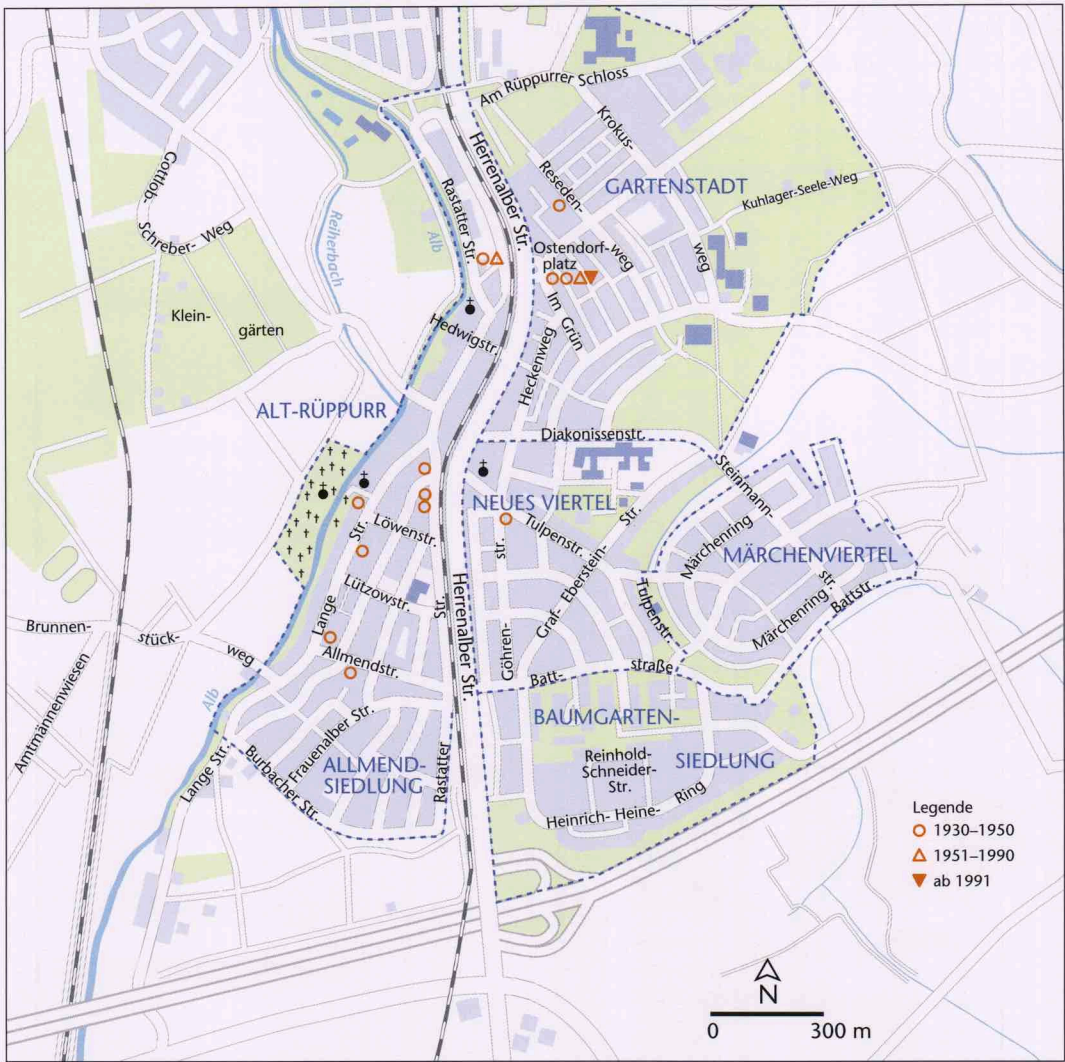 Am Rüppurrer Schloss
Krokus-
Herrenalber Str.
Gottlob-
Reseden-
GARTENSTADT
Alb
Rastatter Str.
Kuhlager-Seele-Weg
Reiherbach
Schreber- Weg
weg
weg
Ostendorf-
platz
Klein-
gärten
Im Grün
Hedwigstr.
Heckenweg
ALT-RÜPPURR
Diakonissenstr.
Steinmann-
NEUES VIERTEL
Str.
Löwenstr.
str.
Tulpenstr.
Str.
Märchenring
MÄRCHENVIERTEL
Graf- Eberstein-
Lützowstr.
Str.
Herrenalber Str.
Tulpenstr.
str.
Battstr.
Märchenring
Lange
Brunnen-
stück-
weg
Allmendstr.
Göhren-
Batt-
straße
Amtmännenwiesen
Alb
BAUMGARTEN-
SIEDLUNG
Frauenalber Str.
Lange Str.
Burbacher Str.
ALLMEND-
SIEDLUNG
Rastatter
Reinhold-
Schneider-
Str.
Heinrich- Heine-
Ring
Legende
1930–1950
1951–1990
ab 1991
N
0 300 m